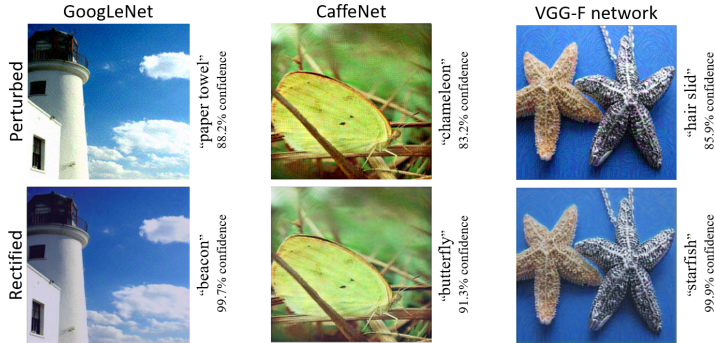 GoogLeNet
CaffeNet
VGG-F network
Perturbed
“paper towel”
88.2% confidence
“chameleon”
83.2% confidence
“hair slid”
85.9% confidence
Rectified
“beacon”
99.7% confidence
“butterfly”
91.3% confidence
“starfish”
99.9% confidence